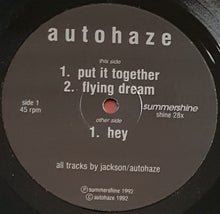 autohaze
this side
1. put it together
2. flying dream
side 1
45 rpm
summershine
shine 28x
other side
1. hey
all tracks by jackson/autohaze
Ⓟ summershine 1992
© autohaze 1992